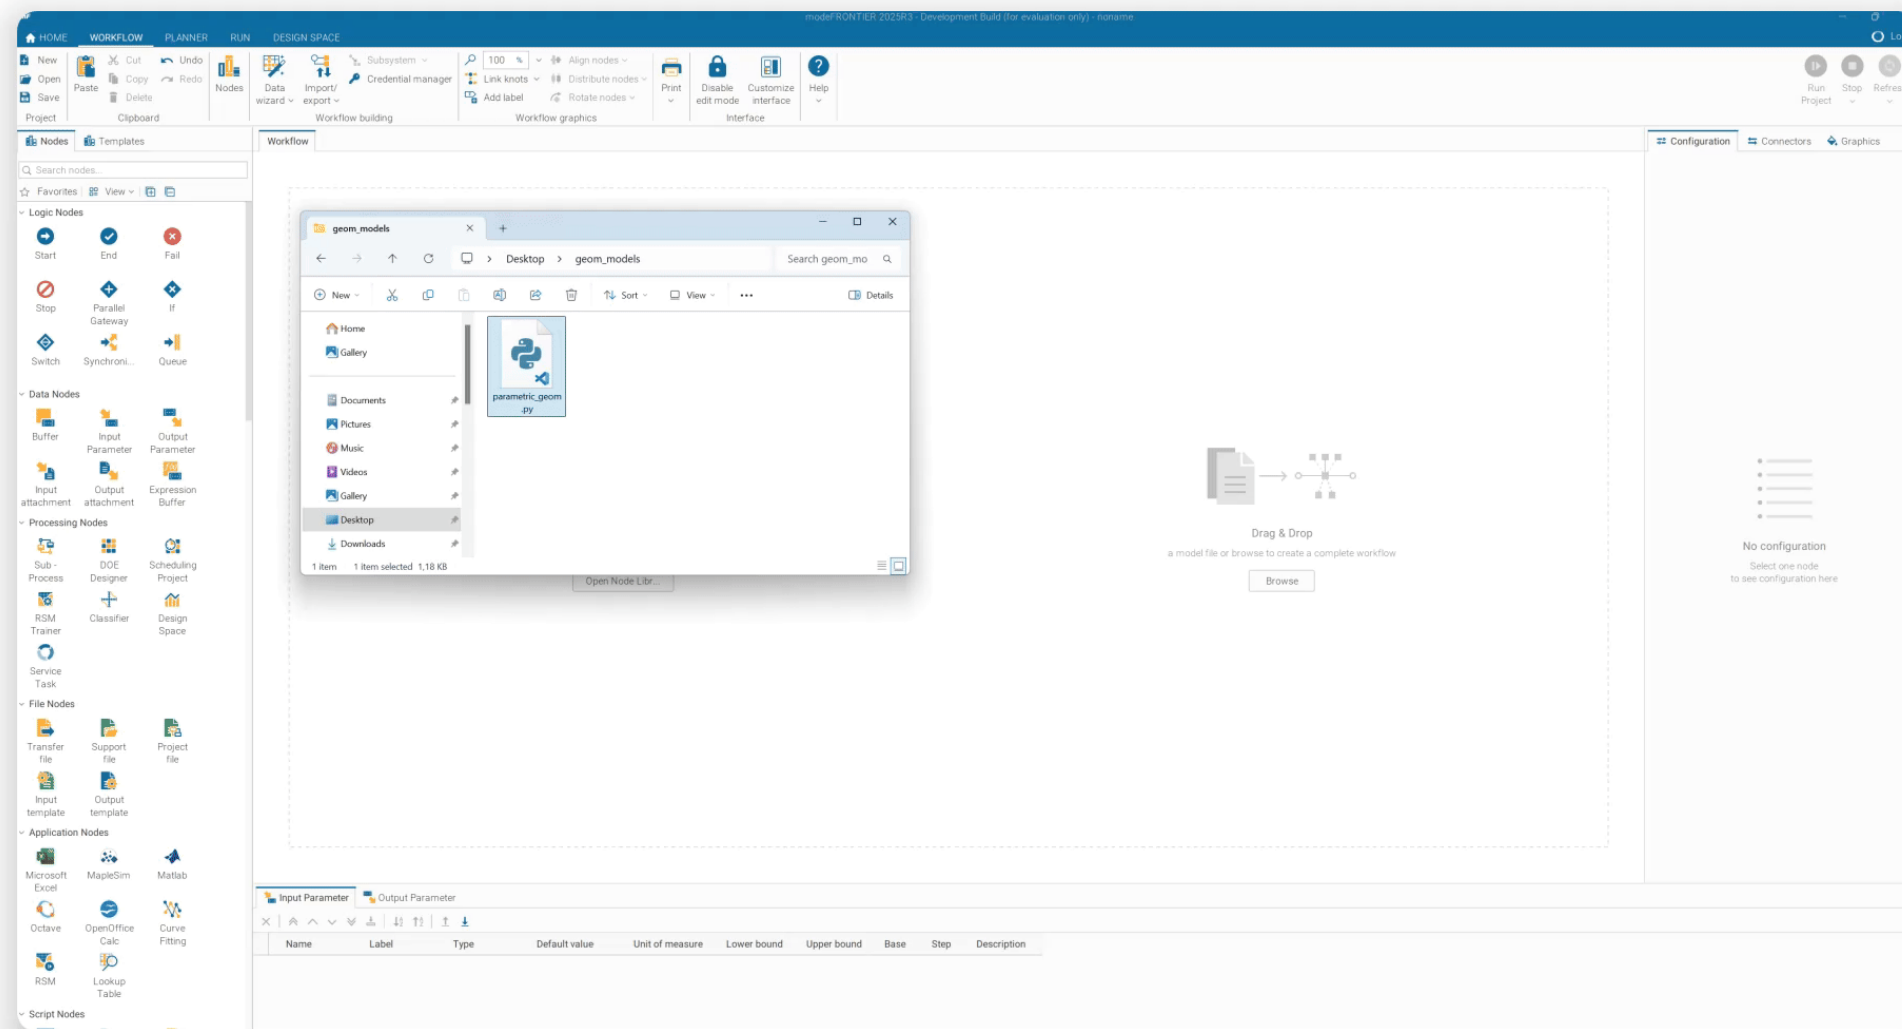 modeFRONTIER 2025R3 - Development Build (for evaluation only) - noname
HOME WORKFLOW PLANNER RUN DESIGN SPACE
New Cut Undo Subsystem 100 % Align nodes
Open Copy Redo Credential manager Link knots Distribute nodes
Save Delete Add label Rotate nodes
Paste Nodes Data wizard Import/ export Print Disable edit mode Customize interface Help Run Project Stop
Project Clipboard Workflow building Workflow graphics Interface
Nodes Templates Workflow Configuration Connectors Graphics
Search nodes...
Favorites View
Logic Nodes
Start End Fail
Stop Parallel Gateway If
Switch Synchroni... Queue
Data Nodes
Buffer Input Parameter Output Parameter
Input attachment Output attachment Expression Buffer
Processing Nodes
Sub - Process DOE Designer Scheduling Project
RSM Trainer Classifier Design Space
Service Task
File Nodes
Transfer file Support file Project file
Input template Output template
Application Nodes
Microsoft Excel MapleSim Matlab
Octave OpenOffice Calc Curve Fitting
RSM Lookup Table
Script Nodes
geom_models
Desktop > geom_models Search geom_mo
New Sort View Details
Home
Gallery
Documents
Pictures
Music
Videos
Gallery
Desktop
Downloads
parametric_geom
.py
1 item 1 item selected 1,18 KB
Open Node Libr...
Drag & Drop
a model file or browse to create a complete workflow
Browse
No configuration
Select one node
to see configuration here
Input Parameter Output Parameter
Name Label Type Default value Unit of measure Lower bound Upper bound Base Step Description